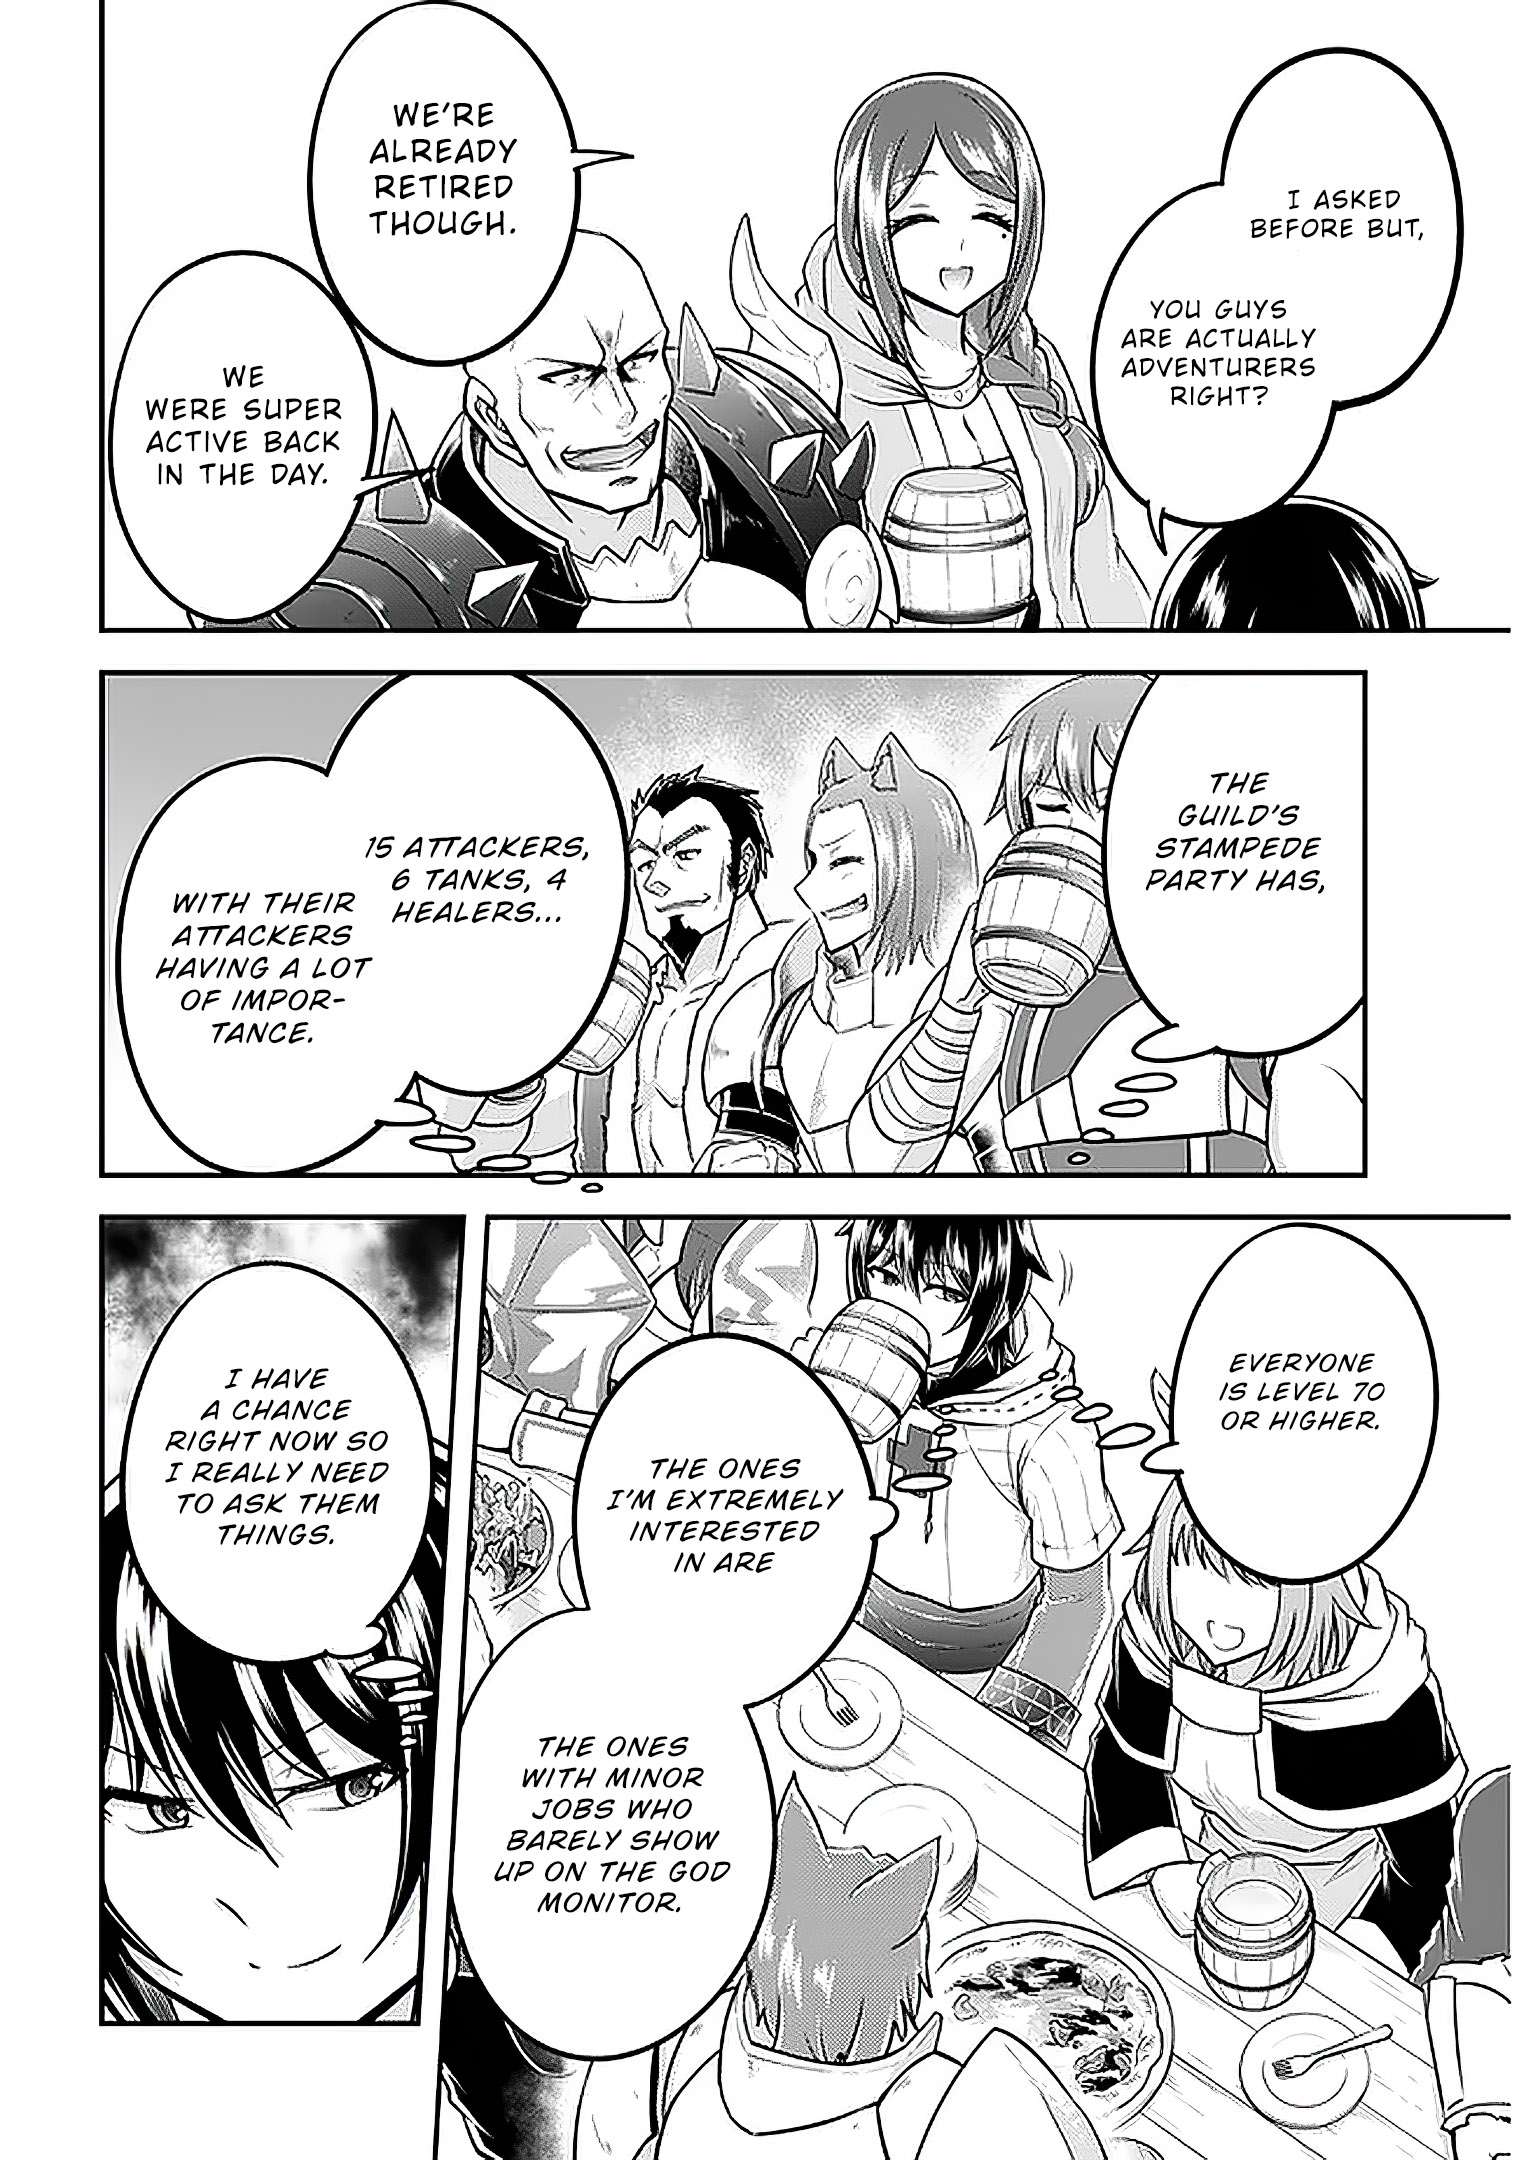 I ASKED
BEFORE BUT,
YOU GUYS
ARE ACTUALLY
ADVENTURERS
RIGHT?
WE'RE
ALREADY
RETIRED
THOUGH.
WE
WERE SUPER
ACTIVE BACK
IN THE DAY.
THE
GUILD'S
STAMPEDE
PARTY HAS,
15 ATTACKERS,
6 TANKS, 4
HEALERS...
WITH THEIR
ATTACKERS
HAVING A LOT
OF IMPOR-
TANCE.
EVERYONE
IS LEVEL 70
OR HIGHER.
THE ONES
I'M EXTREMELY
INTERESTED
IN ARE
THE ONES
WITH MINOR
JOBS WHO
BARELY SHOW
UP ON THE GOD
MONITOR.
I HAVE
A CHANCE
RIGHT NOW SO
I REALLY NEED
TO ASK THEM
THINGS.